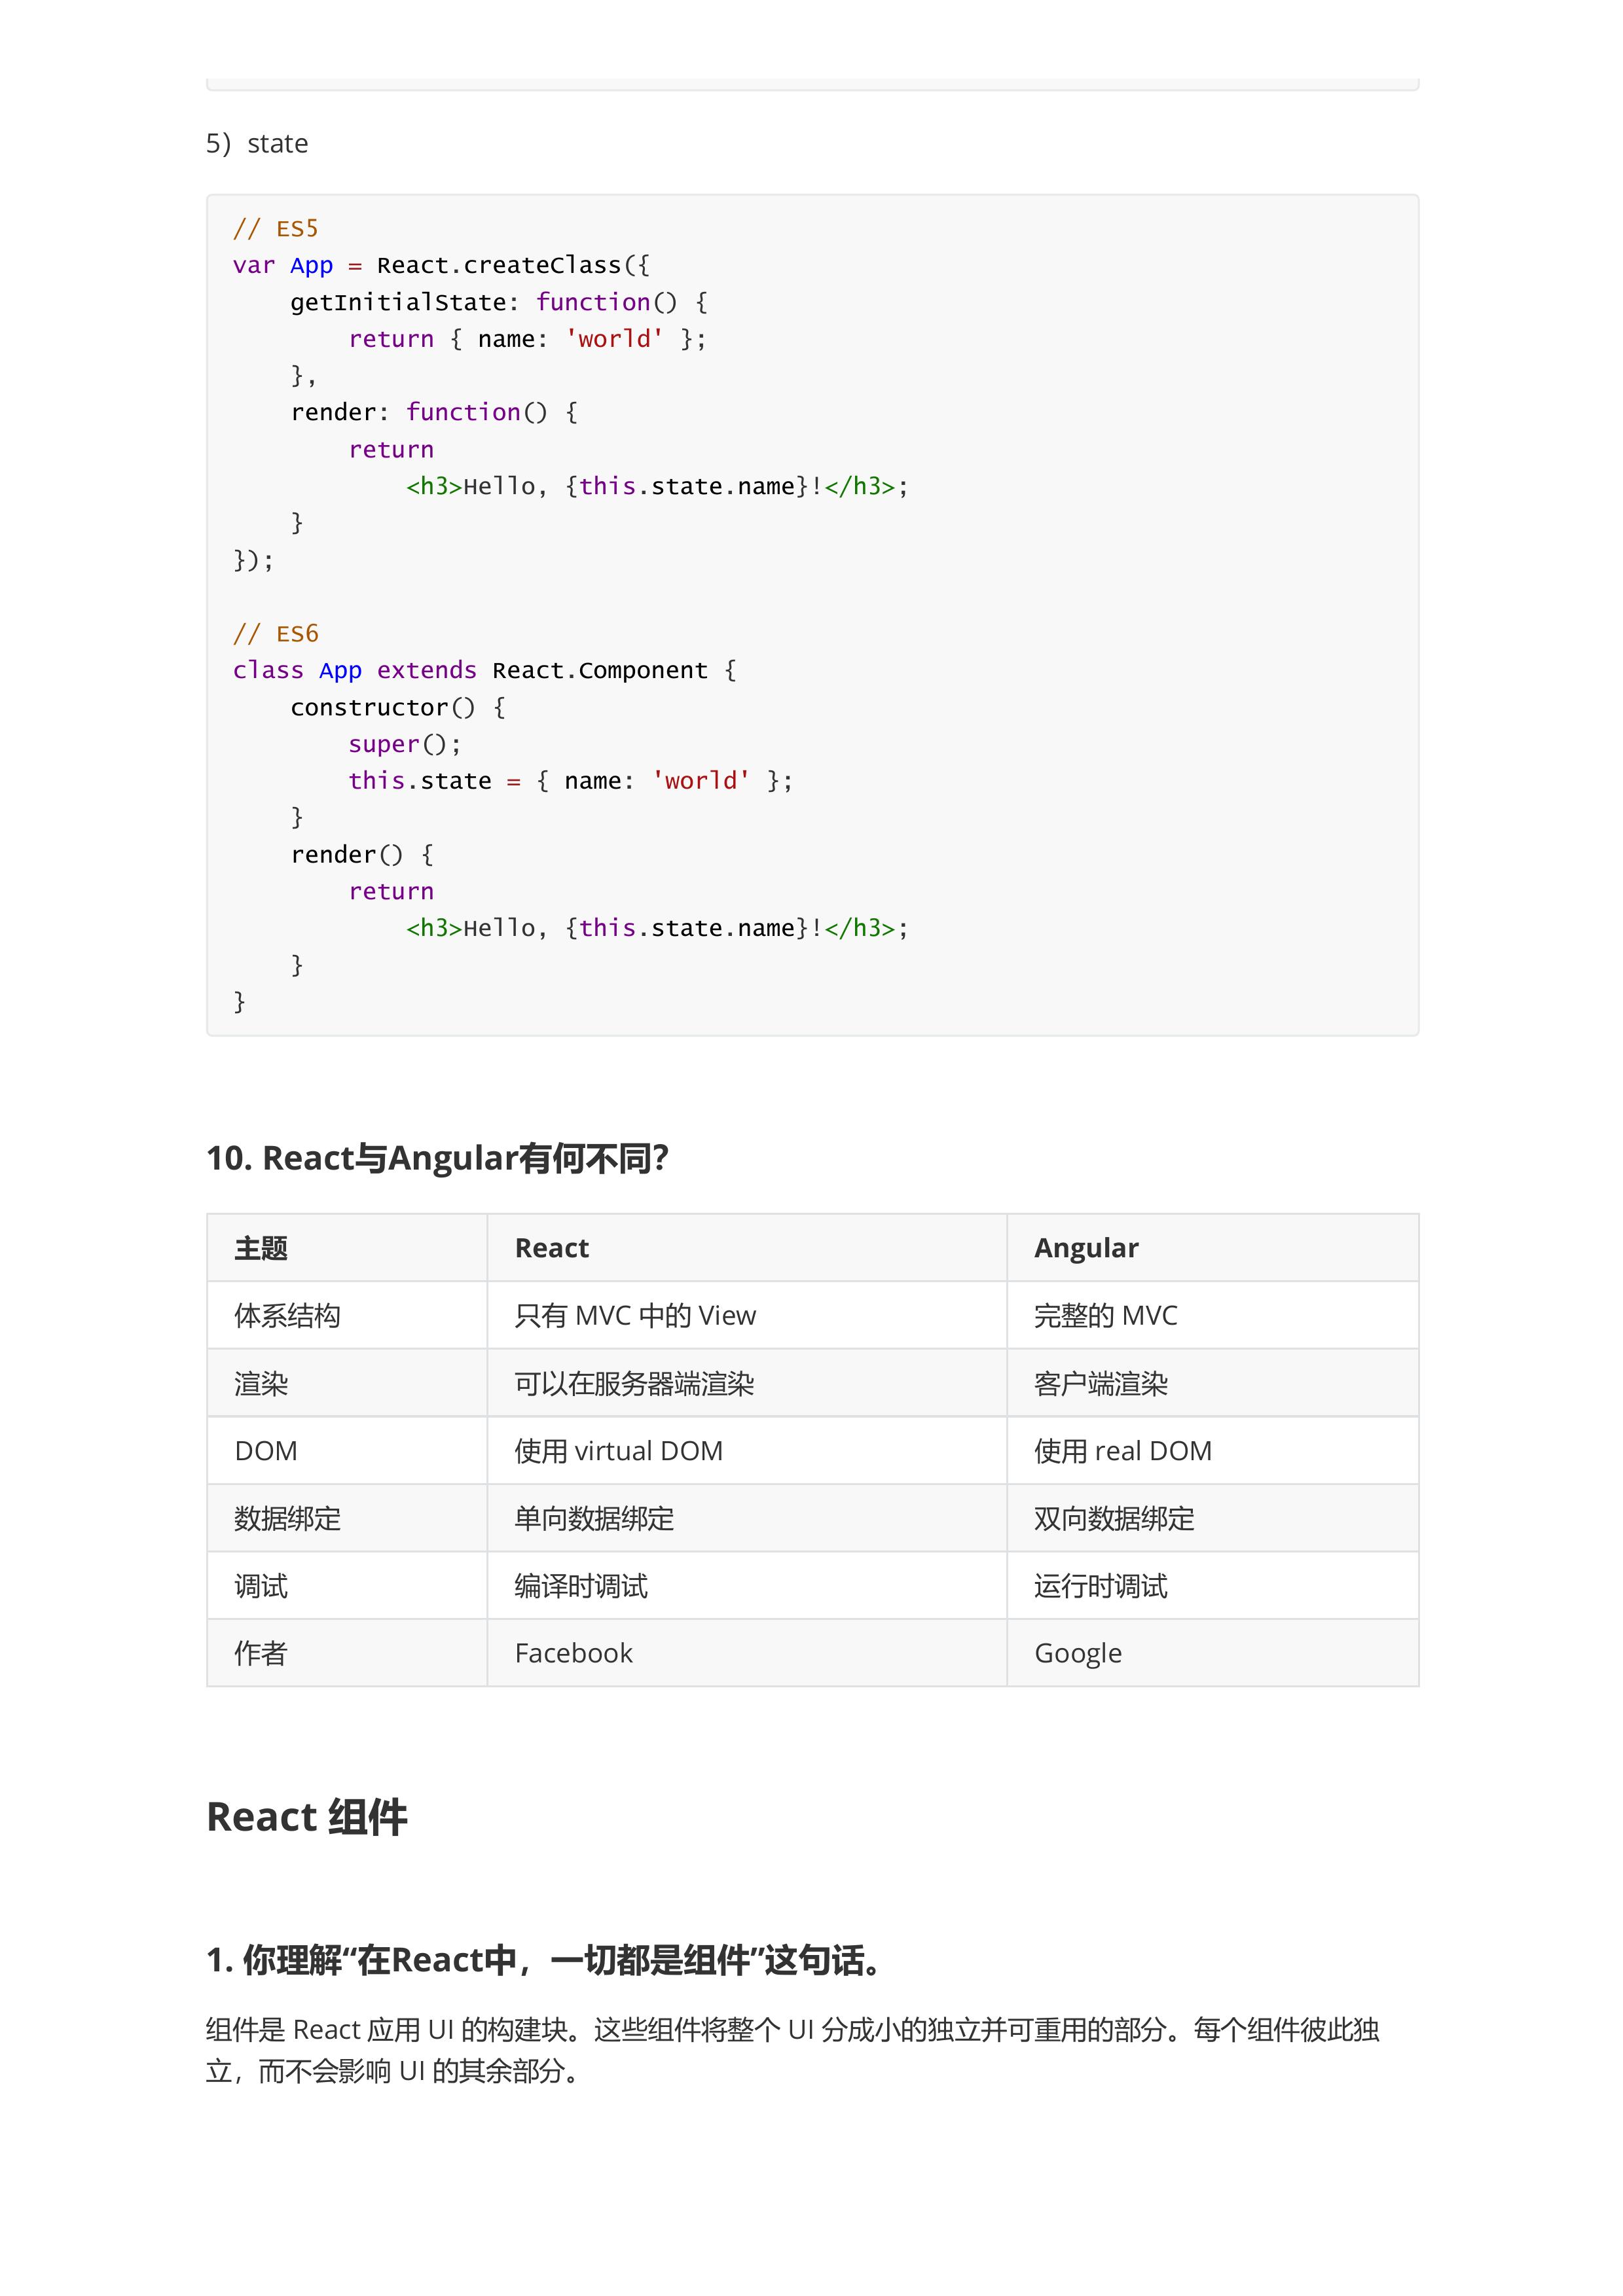 5）state
// ES5
var App = React.createClass({
    getInitialState: function() {
        return { name: 'world' };
    },
    render: function() {
        return
            <h3>Hello, {this.state.name}!</h3>;
    }
});

// ES6
class App extends React.Component {
    constructor() {
        super();
        this.state = { name: 'world' };
    }
    render() {
        return
            <h3>Hello, {this.state.name}!</h3>;
    }
}
10. React与Angular有何不同？
主题 React Angular
体系结构 只有 MVC 中的 View 完整的 MVC
渲染 可以在服务器端渲染 客户端渲染
DOM 使用 virtual DOM 使用 real DOM
数据绑定 单向数据绑定 双向数据绑定
调试 编译时调试 运行时调试
作者 Facebook Google
React 组件
1. 你理解“在React中，一切都是组件”这句话。
组件是 React 应用 UI 的构建块。这些组件将整个 UI 分成小的独立并可重用的部分。每个组件彼此独
立，而不会影响 UI 的其余部分。